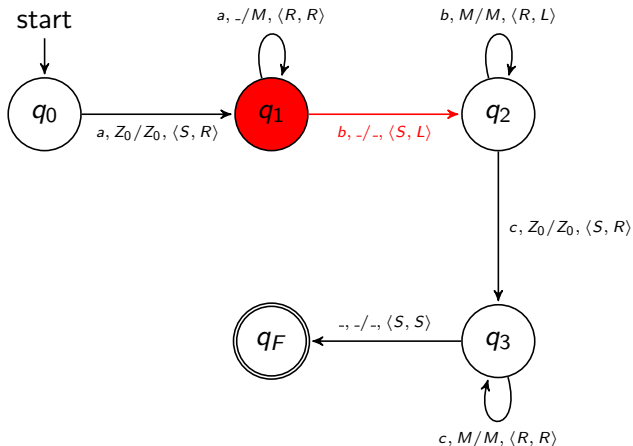 a, _/M, ⟨R, R⟩
b, M/M, ⟨R, L⟩
start
q0
q1
q2
a, Z0/Z0, ⟨S, R⟩
b, _/_, ⟨S, L⟩
c, Z0/Z0, ⟨S, R⟩
qF
_, _/_, ⟨S, S⟩
q3
c, M/M, ⟨R, R⟩